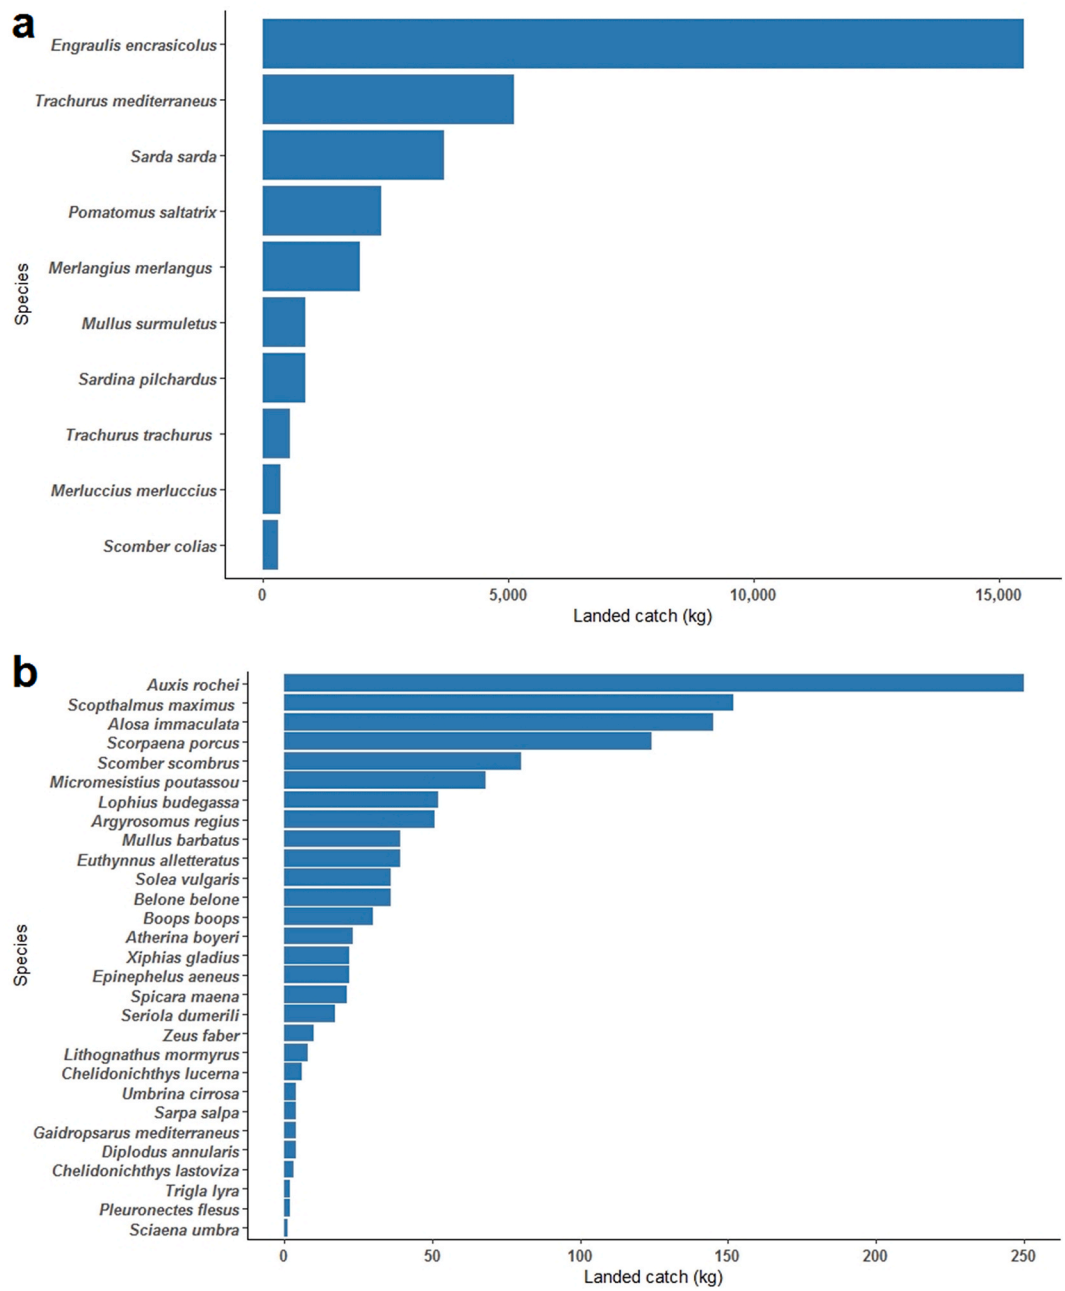 a
Engraulis encrasicolus
Trachurus mediterraneus
Sarda sarda
Pomatomus saltatrix
Merlangius merlangus
Mullus surmuletus
Sardina pilchardus
Trachurus trachurus
Merluccius merluccius
Scomber colias
Species
0 5,000 10,000 15,000
Landed catch (kg)
b
Auxis rochei
Scopthalmus maximus
Alosa immaculata
Scorpaena porcus
Scomber scombrus
Micromesistius poutassou
Lophius budegassa
Argyrosomus regius
Mullus barbatus
Euthynnus alletteratus
Solea vulgaris
Belone belone
Boops boops
Atherina boyeri
Xiphias gladius
Epinephelus aeneus
Spicara maena
Seriola dumerili
Zeus faber
Lithognathus mormyrus
Chelidonichthys lucerna
Umbrina cirrosa
Sarpa salpa
Gaidropsarus mediterraneus
Diplodus annularis
Chelidonichthys lastoviza
Trigla lyra
Pleuronectes flesus
Sciaena umbra
Species
0 50 100 150 200 250
Landed catch (kg)